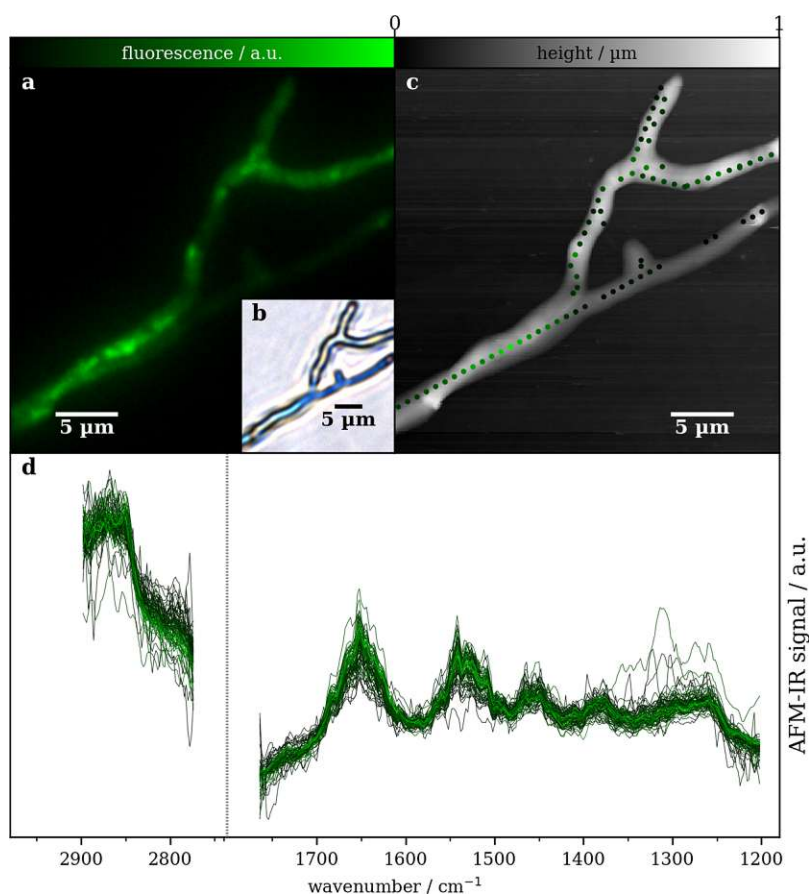 0 1
fluorescence / a.u. height / µm
a c
b
5 µm 5 µm 5 µm
d
AFM-IR signal / a.u.
2900 2800 1700 1600 1500 1400 1300 1200
wavenumber / cm⁻¹